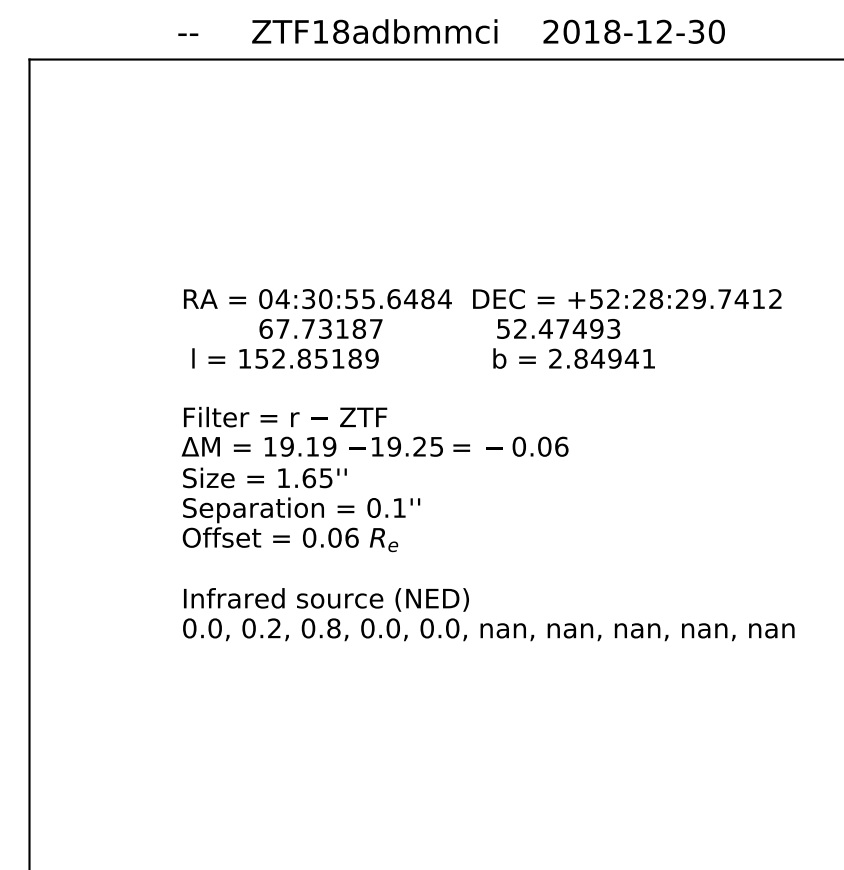 --   ZTF18adbmmci   2018-12-30
RA = 04:30:55.6484  DEC = +52:28:29.7412
67.73187   52.47493
l = 152.85189   b = 2.84941
Filter = r − ZTF
ΔM = 19.19 −19.25 = − 0.06
Size = 1.65''
Separation = 0.1''
Offset = 0.06 Re
Infrared source (NED)
0.0, 0.2, 0.8, 0.0, 0.0, nan, nan, nan, nan, nan